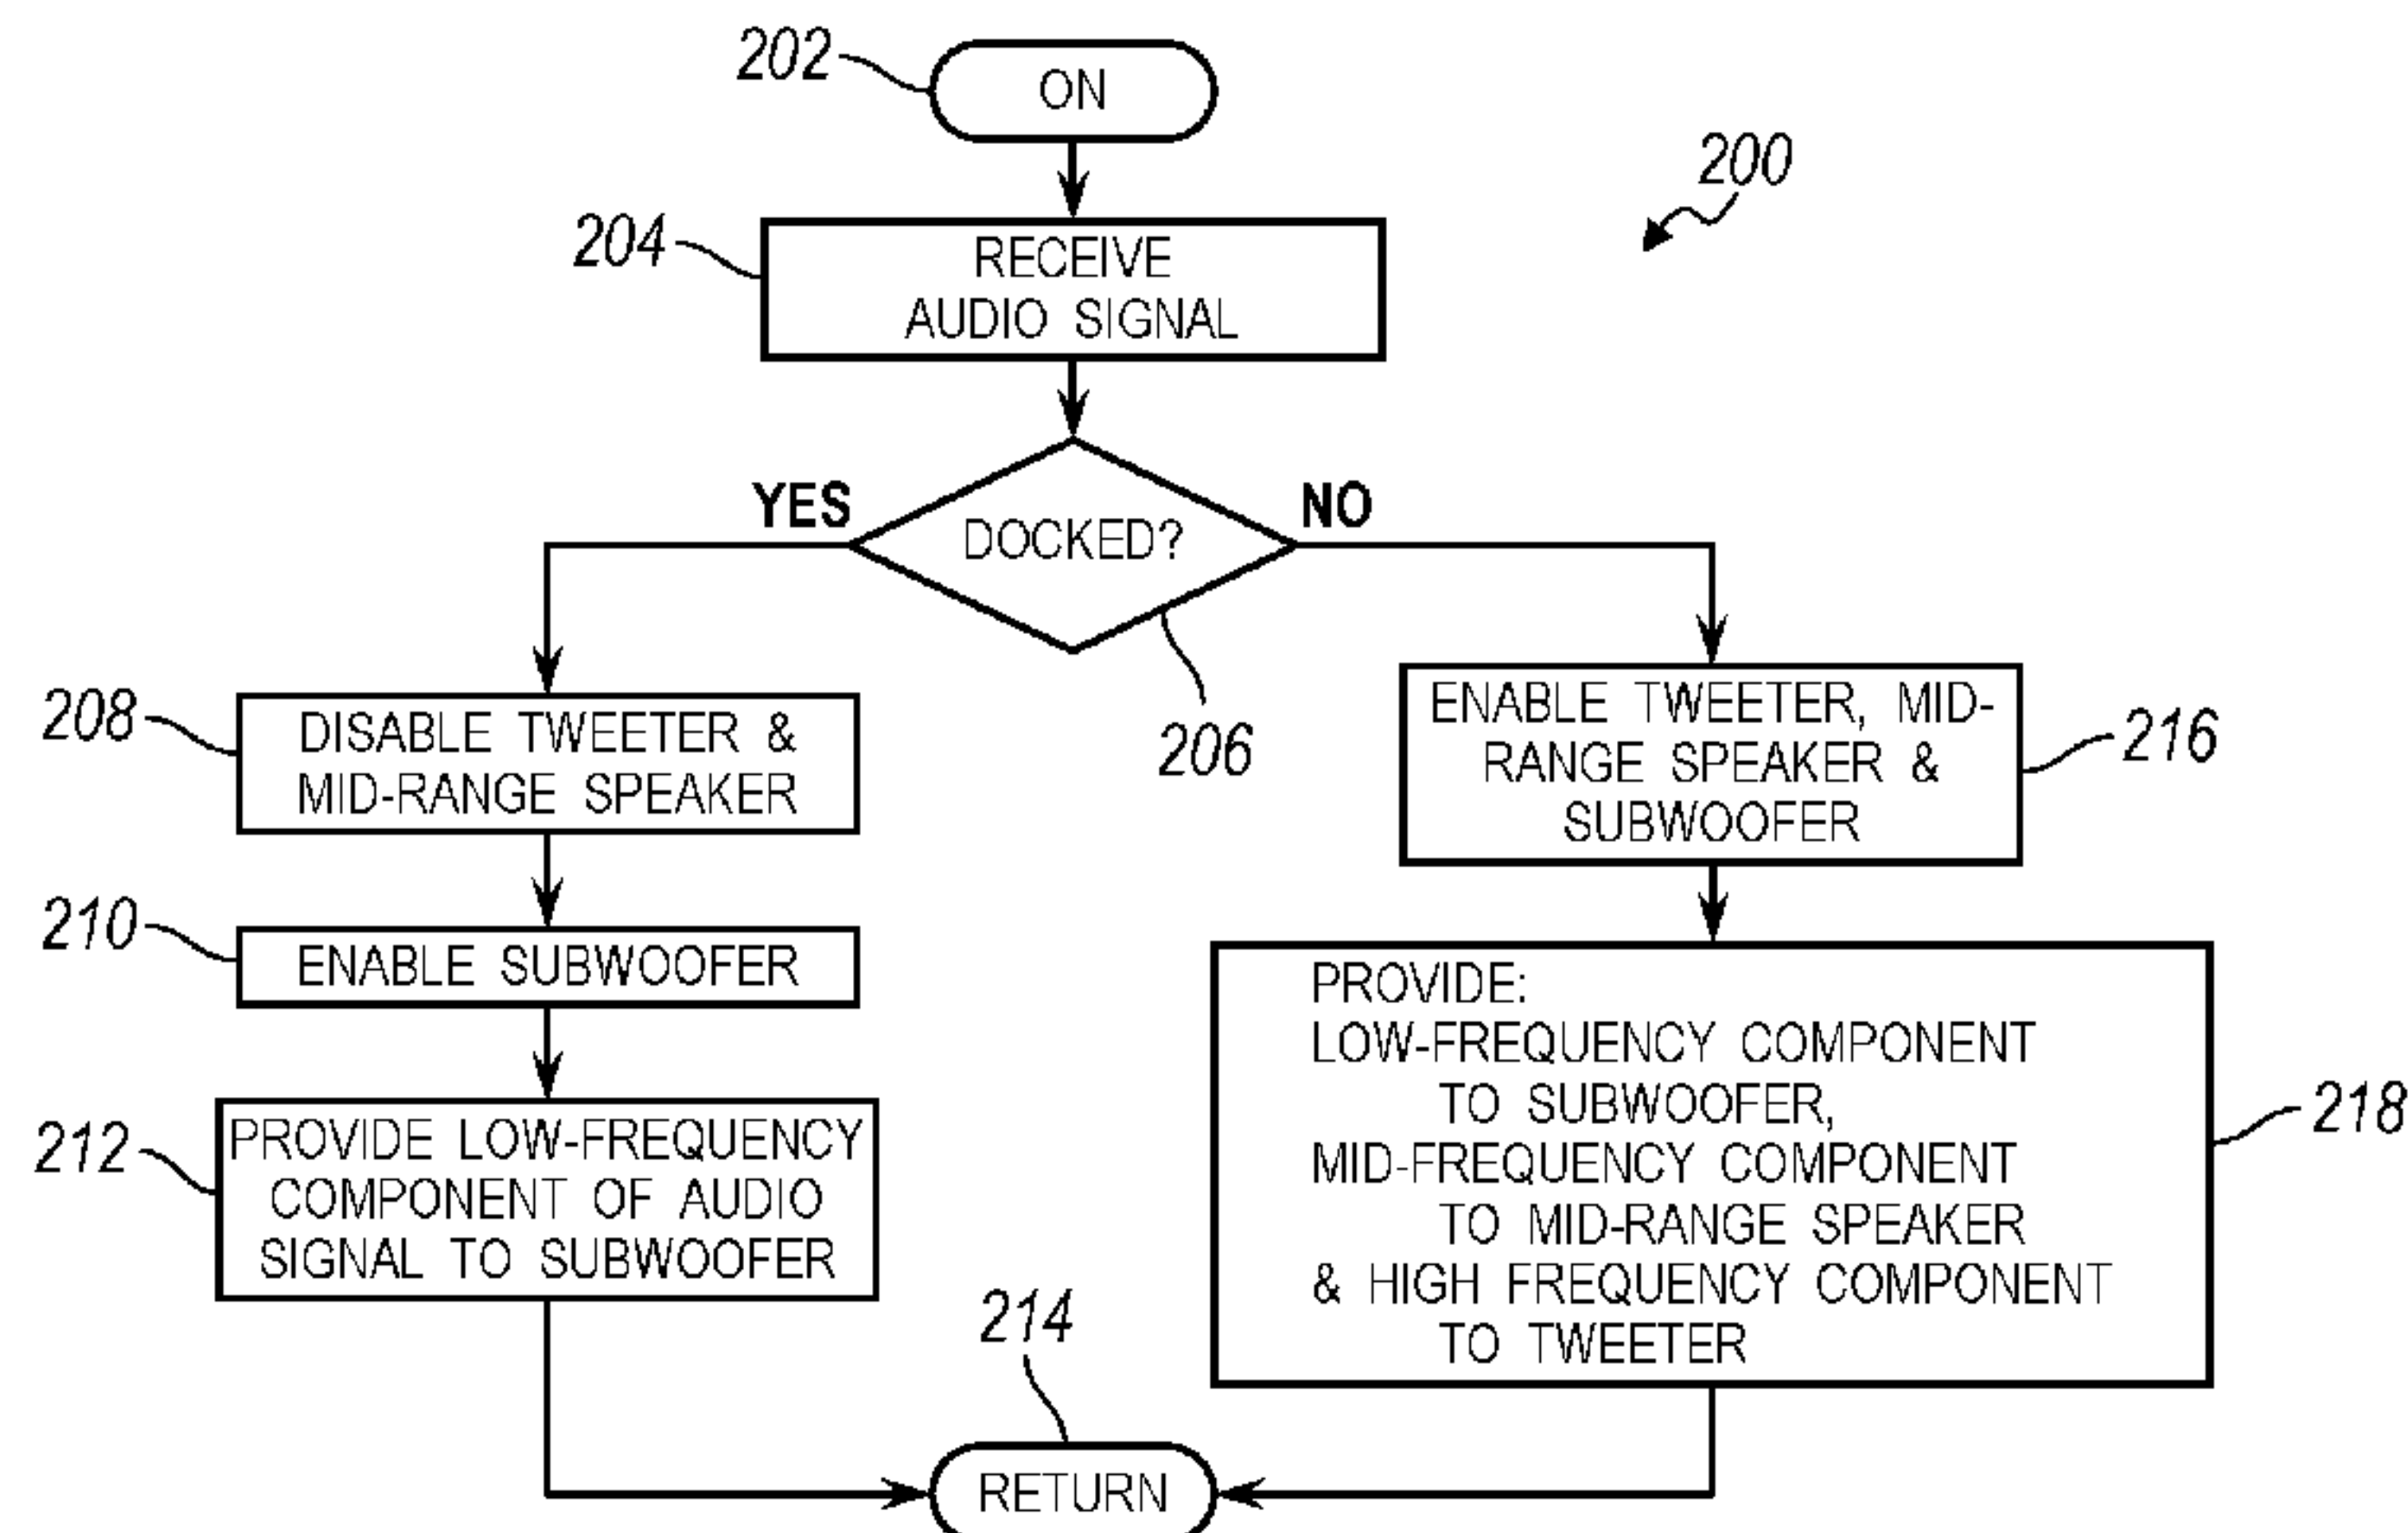 202
ON
200
204
RECEIVE
AUDIO SIGNAL
YES
NO
DOCKED?
206
208
DISABLE TWEETER &
MID-RANGE SPEAKER
216
ENABLE TWEETER, MID-
RANGE SPEAKER &
SUBWOOFER
210
ENABLE SUBWOOFER
212
PROVIDE LOW-FREQUENCY
COMPONENT OF AUDIO
SIGNAL TO SUBWOOFER
218
PROVIDE:
LOW-FREQUENCY COMPONENT
TO SUBWOOFER,
MID-FREQUENCY COMPONENT
TO MID-RANGE SPEAKER
& HIGH FREQUENCY COMPONENT
TO TWEETER
214
RETURN